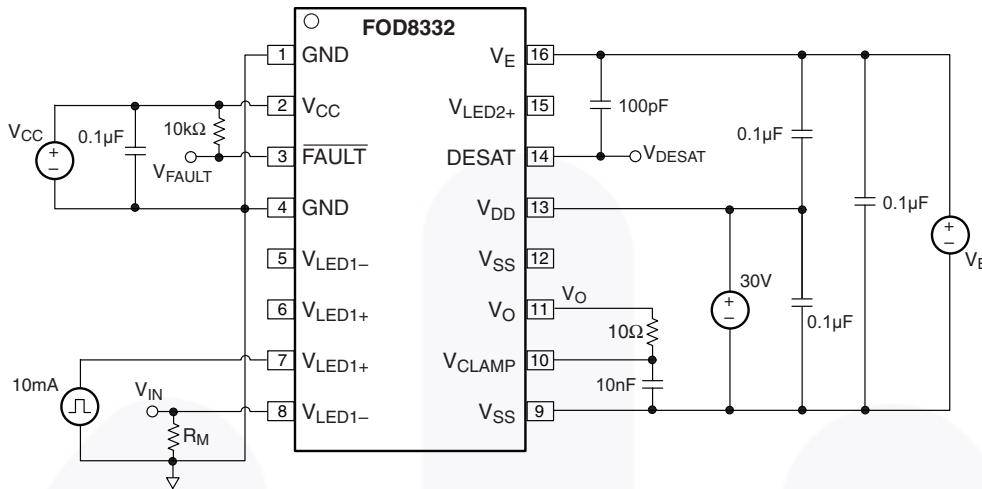 FOD8332
1 GND
2 VCC
3 FAULT
4 GND
5 VLED1–
6 VLED1+
7 VLED1+
8 VLED1–
VE 16
VLED2+ 15
DESAT 14
VDD 13
VSS 12
VO 11
VCLAMP 10
VSS 9
VCC
+
–
0.1µF
10kΩ
VFAULT
10mA
VIN
RM
100pF
VDESAT
0.1µF
0.1µF
30V
+
–
0.1µF
+
–
VE
VO
10Ω
10nF